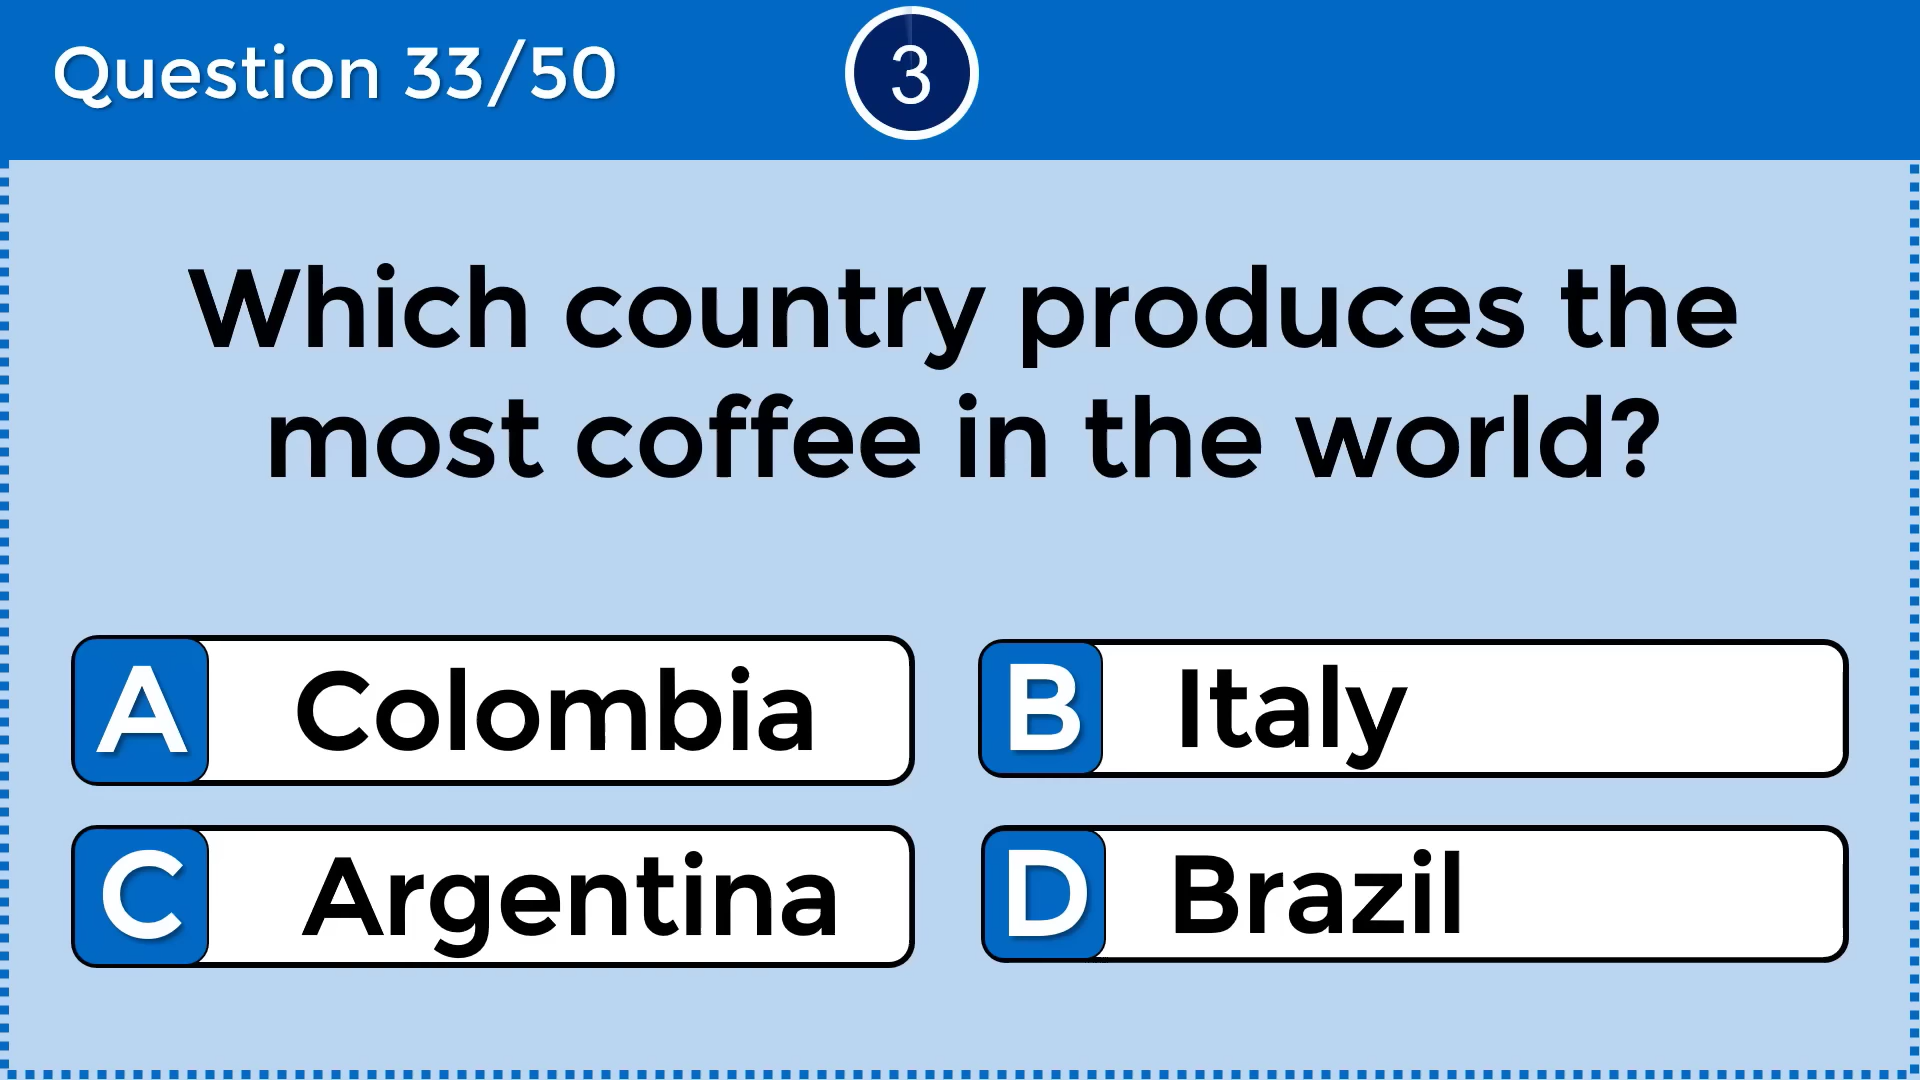 Question 33/50
3
Which country produces the
most coffee in the world?
A Colombia
B Italy
C Argentina
D Brazil